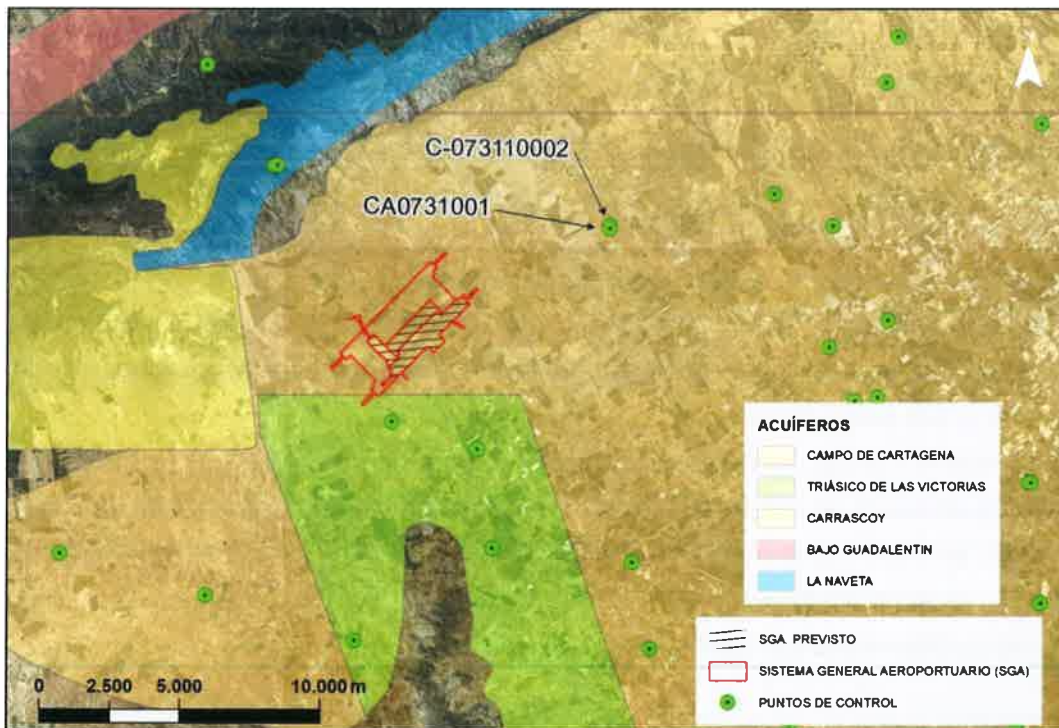 C-073110002
CA0731001
ACUÍFEROS
CAMPO DE CARTAGENA
TRIÁSICO DE LAS VICTORIAS
CARRASCOY
BAJO GUADALENTIN
LA NAVETA
SGA PREVISTO
SISTEMA GENERAL AEROPORTUARIO (SGA)
PUNTOS DE CONTROL
0 2.500 5.000 10.000 m